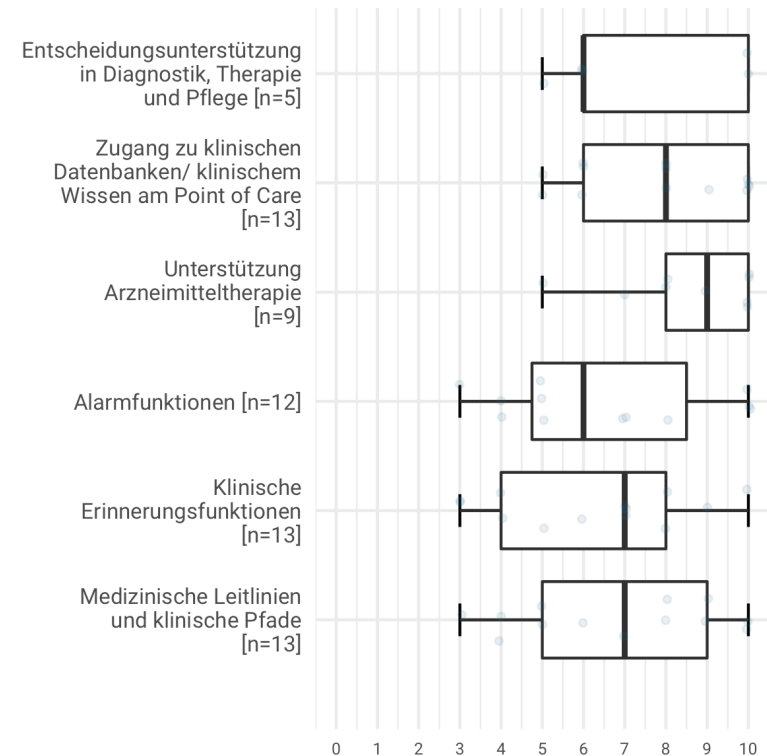 Entscheidungsunterstützung
in Diagnostik, Therapie
und Pflege [n=5]
Zugang zu klinischen
Datenbanken/ klinischem
Wissen am Point of Care
[n=13]
Unterstützung
Arzneimitteltherapie
[n=9]
Alarmfunktionen [n=12]
Klinische
Erinnerungsfunktionen
[n=13]
Medizinische Leitlinien
und klinische Pfade
[n=13]
0 1 2 3 4 5 6 7 8 9 10